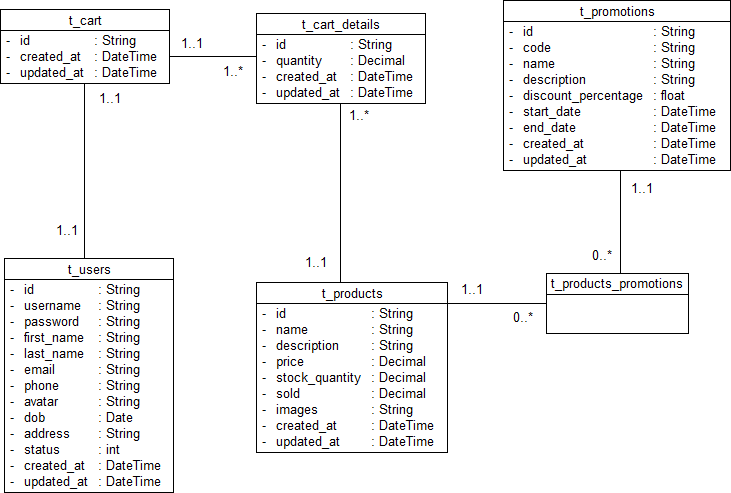 t_cart
- id : String
- created_at : DateTime
- updated_at : DateTime
1..1
1..*
t_cart_details
- id : String
- quantity : Decimal
- created_at : DateTime
- updated_at : DateTime
t_promotions
- id : String
- code : String
- name : String
- description : String
- discount_percentage : float
- start_date : DateTime
- end_date : DateTime
- created_at : DateTime
- updated_at : DateTime
1..1
1..*
1..1
1..1
1..1
0..*
t_users
- id : String
- username : String
- password : String
- first_name : String
- last_name : String
- email : String
- phone : String
- avatar : String
- dob : Date
- address : String
- status : int
- created_at : DateTime
- updated_at : DateTime
t_products
- id : String
- name : String
- description : String
- price : Decimal
- stock_quantity : Decimal
- sold : Decimal
- images : String
- created_at : DateTime
- updated_at : DateTime
1..1
0..*
t_products_promotions